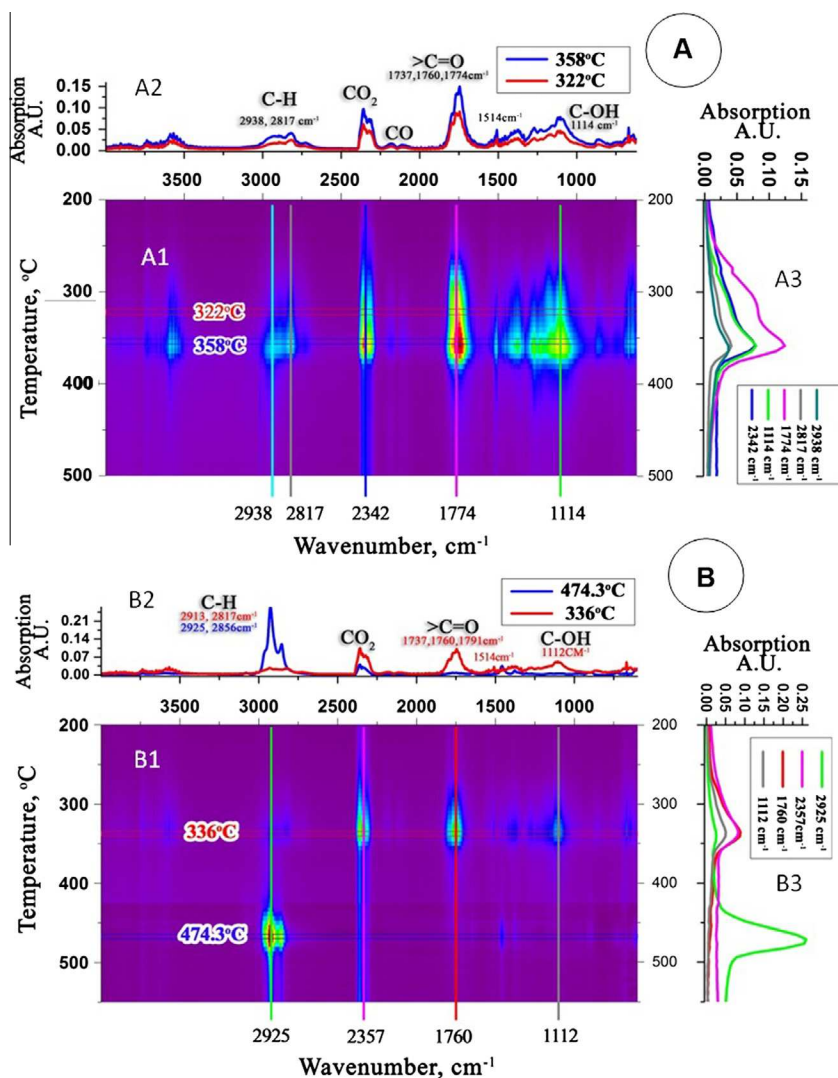 A
A2
>C=O
1737,1760,1774cm-1
358°C
322°C
C-H
2938, 2817 cm-1
CO2
CO
1514cm-1
C-OH
1114 cm-1
Absorption
A.U.
0.15
0.10
0.05
0.00
3500 3000 2500 2000 1500 1000
A1
322°C
358°C
Temperature, °C
200
300
400
500
200
300
400
500
2938 2817 2342 1774 1114
Wavenumber, cm-1
Absorption
A.U.
0.00
0.05
0.10
0.15
A3
2342 cm-1
1114 cm-1
1774 cm-1
2817 cm-1
2938 cm-1
B
B2
C-H
2913, 2817cm-1
2925, 2856cm-1
474.3°C
336°C
CO2
>C=O
1737,1760,1791cm-1
1514cm-1
C-OH
1112CM-1
Absorption
A.U.
0.21
0.14
0.07
0.00
3500 3000 2500 2000 1500 1000
B1
336°C
474.3°C
Temperature, °C
200
300
400
500
200
300
400
500
2925 2357 1760 1112
Wavenumber, cm-1
Absorption
A.U.
0.00
0.05
0.10
0.15
0.20
0.25
1112 cm-1
1760 cm-1
2357cm-1
2925 cm-1
B3